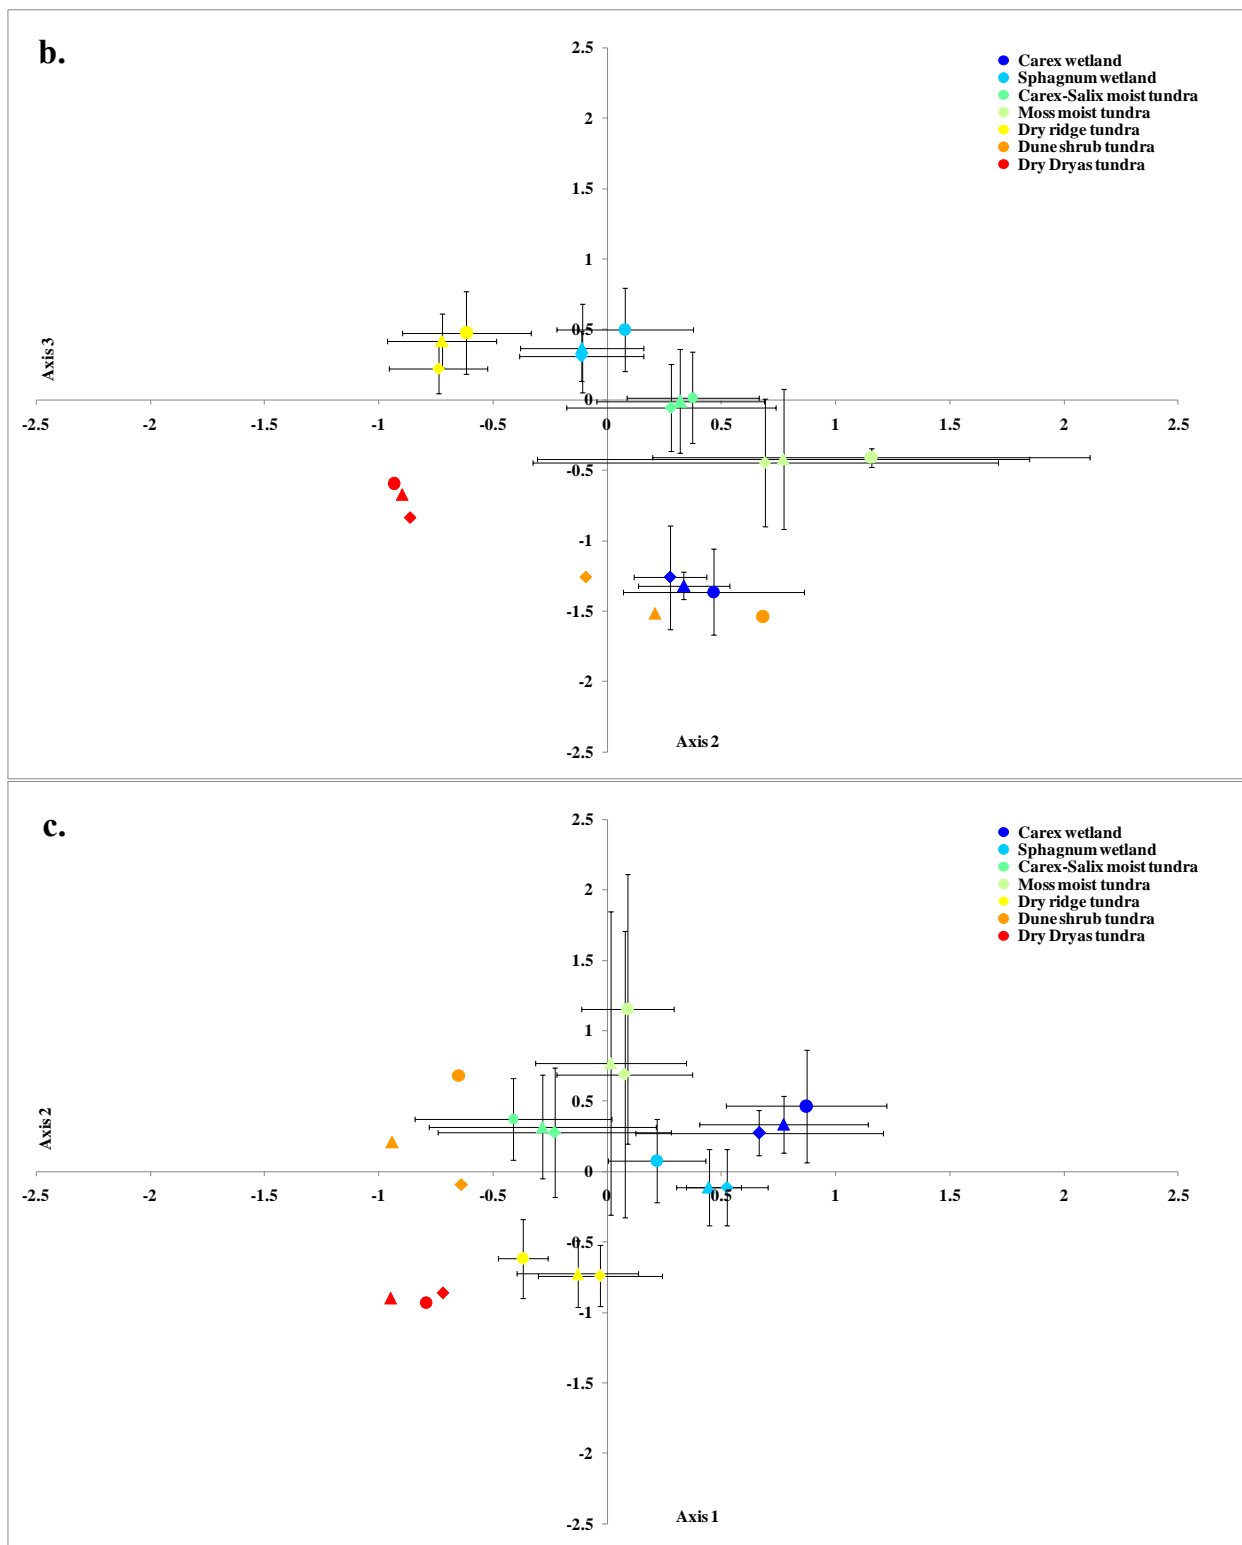 b.
2.5
Carex wetland
Sphagnum wetland
Carex-Salix moist tundra
Moss moist tundra
Dry ridge tundra
Dune shrub tundra
Dry Dryas tundra
2
1.5
1
0.5
0
-2.5 -2 -1.5 -1 -0.5 0 0.5 1 1.5 2 2.5
-0.5
-1
-1.5
-2
-2.5
Axis 3
Axis 2
c.
2.5
Carex wetland
Sphagnum wetland
Carex-Salix moist tundra
Moss moist tundra
Dry ridge tundra
Dune shrub tundra
Dry Dryas tundra
2
1.5
1
0.5
0
-2.5 -2 -1.5 -1 -0.5 0 0.5 1 1.5 2 2.5
-0.5
-1
-1.5
-2
-2.5
Axis 2
Axis 1